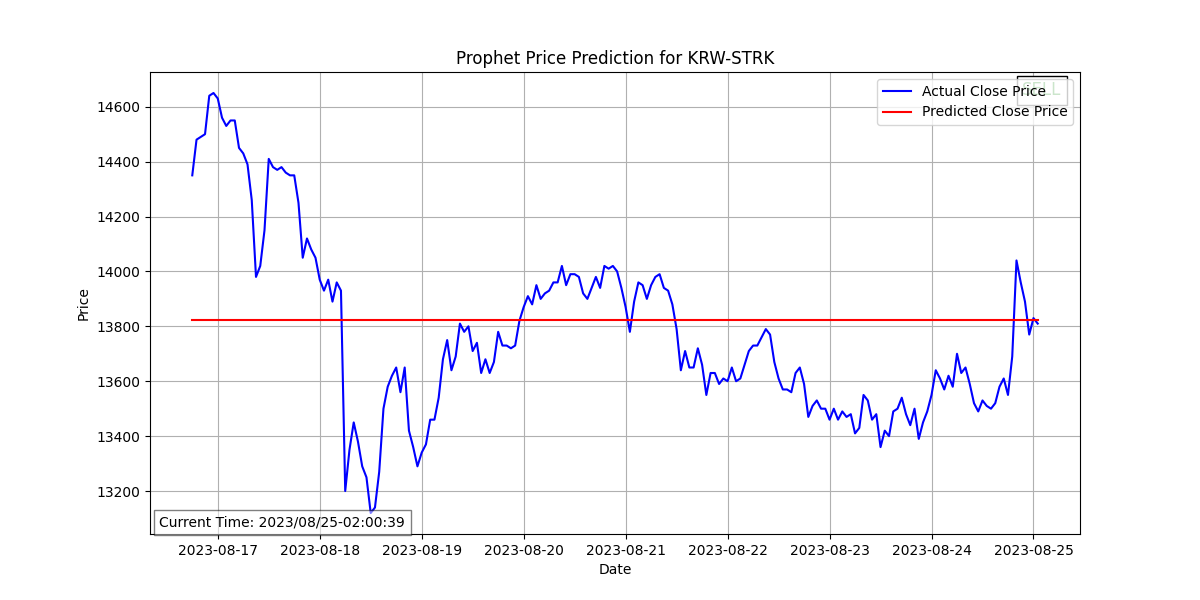 Prophet Price Prediction for KRW-STRK
SELL
Actual Close Price
Predicted Close Price
Price
14600
14400
14200
14000
13800
13600
13400
13200
Current Time: 2023/08/25-02:00:39
2023-08-17 2023-08-18 2023-08-19 2023-08-20 2023-08-21 2023-08-22 2023-08-23 2023-08-24 2023-08-25
Date